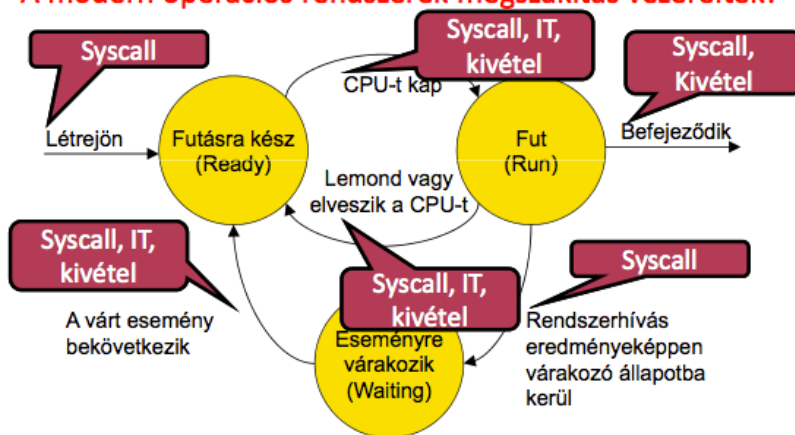 A modern operációs rendszerek megszakítás vezéreltek!
Syscall
Syscall, IT,
kivétel
Syscall,
Kivétel
CPU-t kap
Létrejön
Futásra kész
(Ready)
Fut
(Run)
Befejeződik
Lemond vagy
elveszik a CPU-t
Syscall, IT,
kivétel
Syscall, IT,
kivétel
Syscall
A várt esemény
bekövetkezik
Eseményre
várakozik
(Waiting)
Rendszerhívás
eredményeképpen
várakozó állapotba
kerül